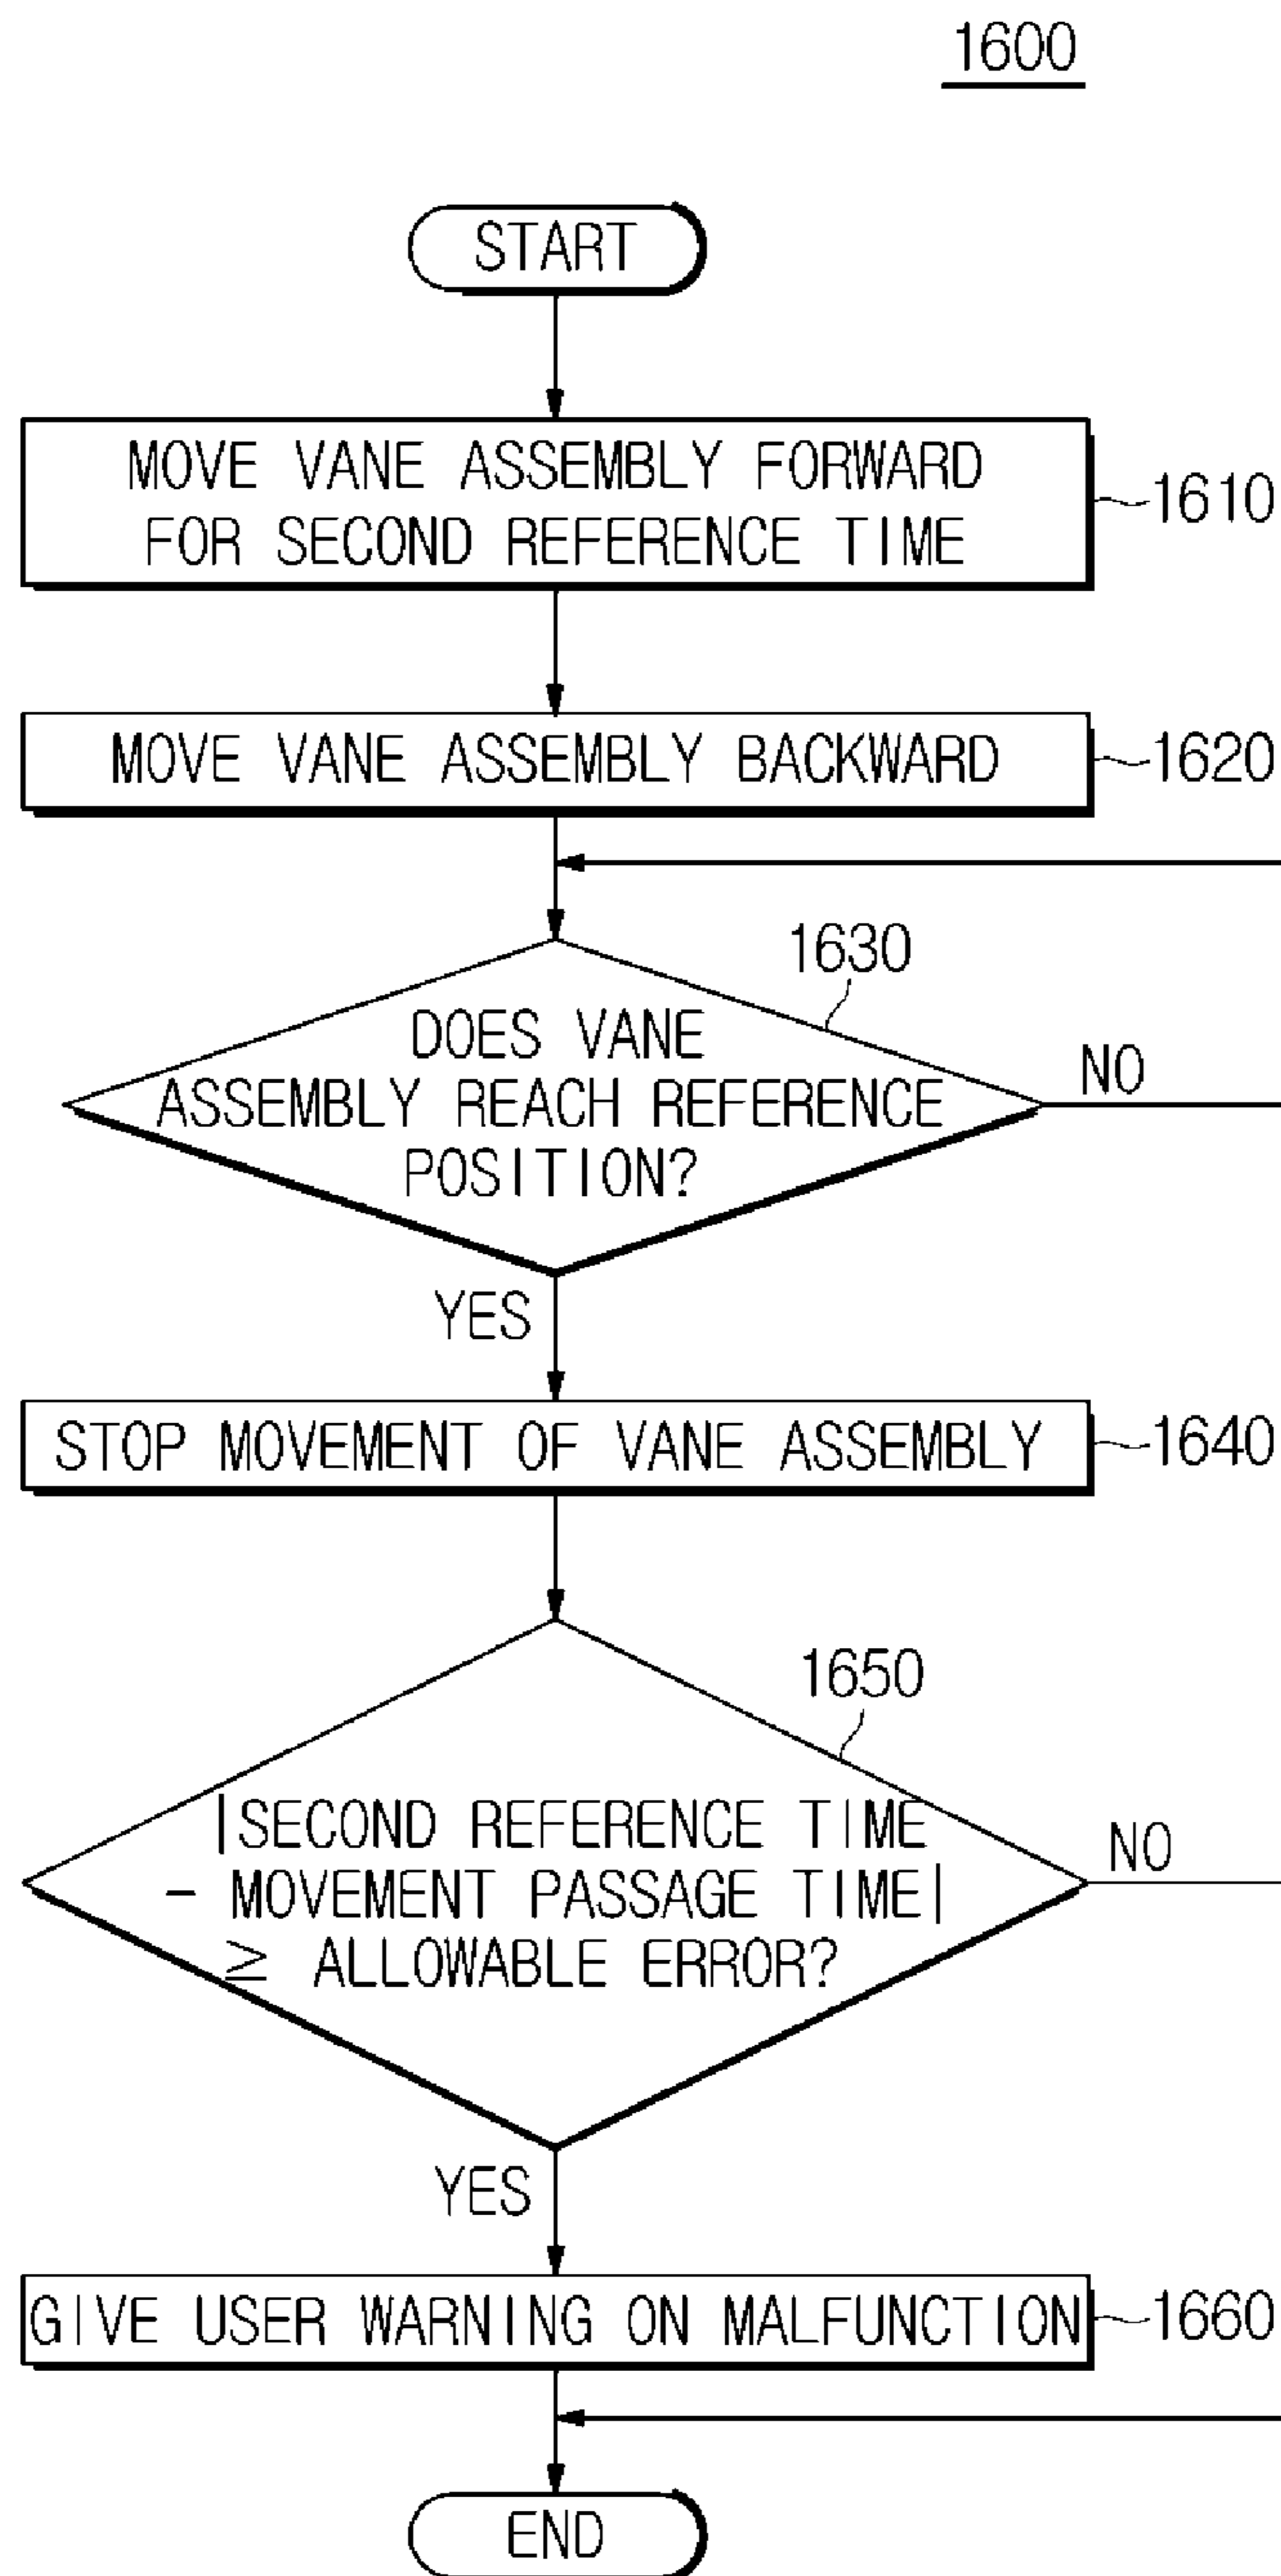 1600
START
MOVE VANE ASSEMBLY FORWARD
FOR SECOND REFERENCE TIME
1610
MOVE VANE ASSEMBLY BACKWARD
1620
1630
DOES VANE
ASSEMBLY REACH REFERENCE
POSITION?
NO
YES
STOP MOVEMENT OF VANE ASSEMBLY
1640
1650
|SECOND REFERENCE TIME
- MOVEMENT PASSAGE TIME|
≥ ALLOWABLE ERROR?
NO
YES
GIVE USER WARNING ON MALFUNCTION
1660
END